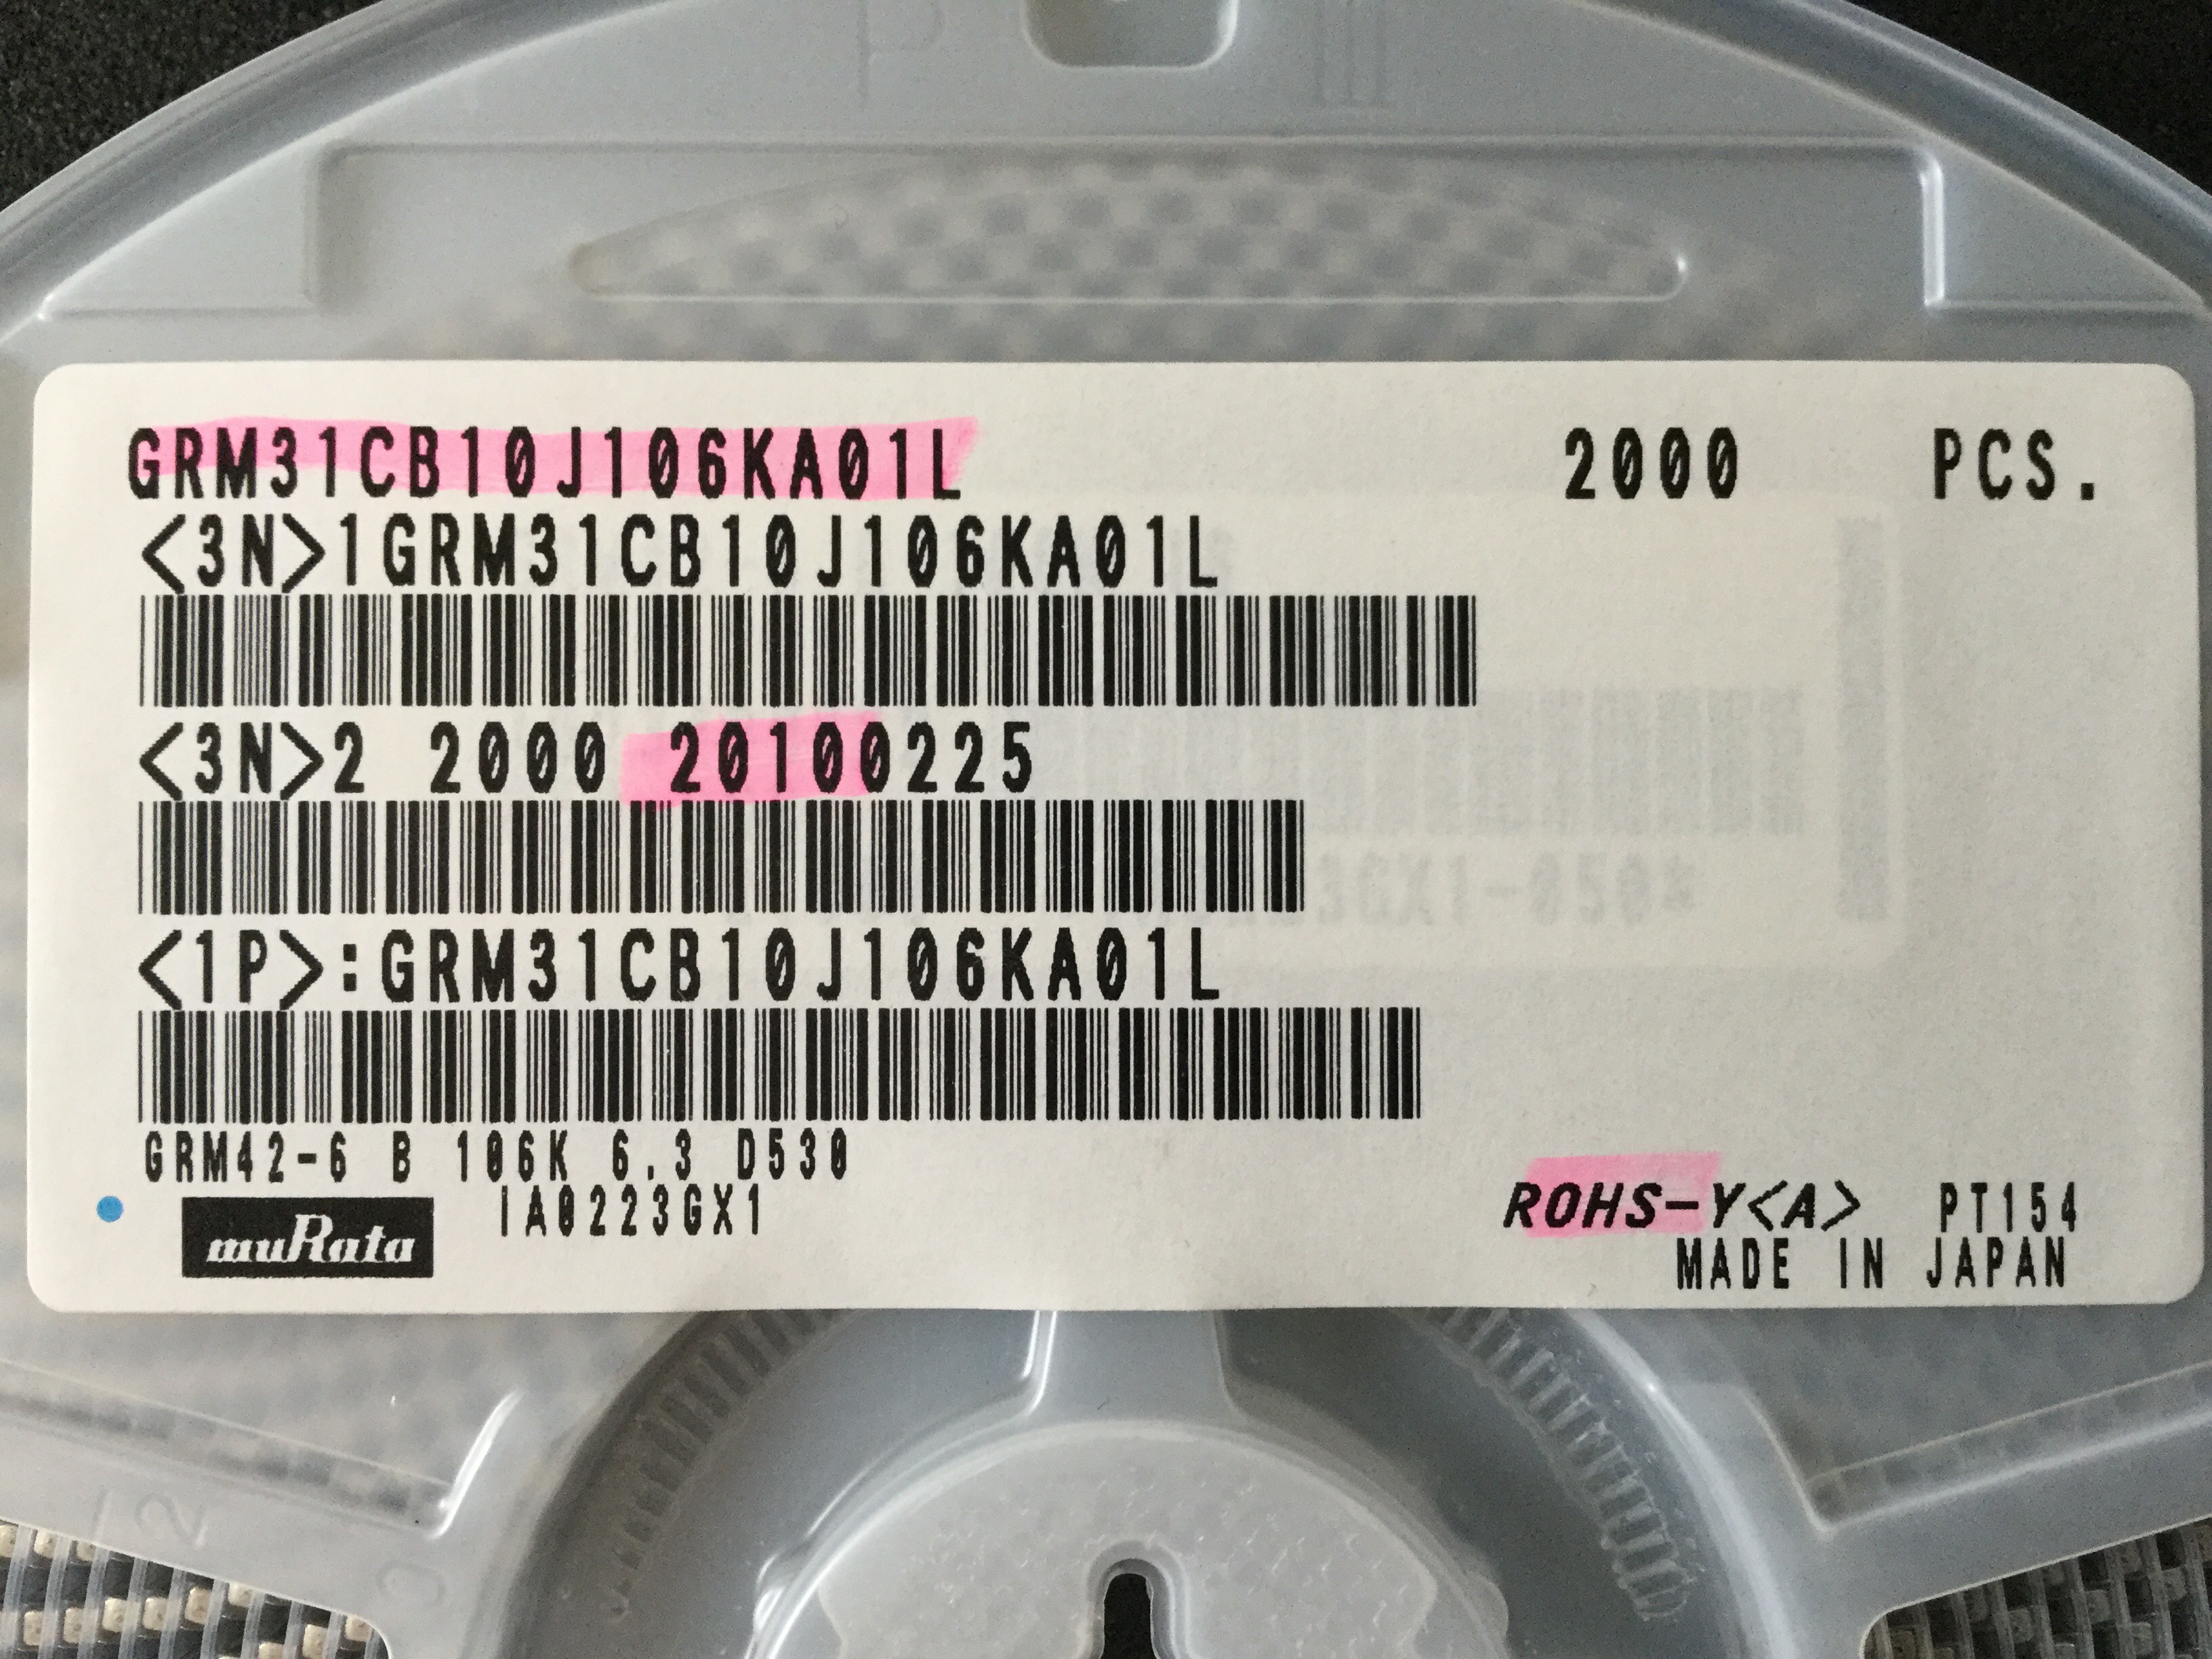 GRM31CB10J106KA01L 2000 PCS.
<3N>1GRM31CB10J106KA01L
<3N>2 2000 20100225
<1P>:GRM31CB10J106KA01L
GRM42-6 B 106K 6.3 D530
muRata IA0223GX1
ROHS-Y<A> PT154
MADE IN JAPAN